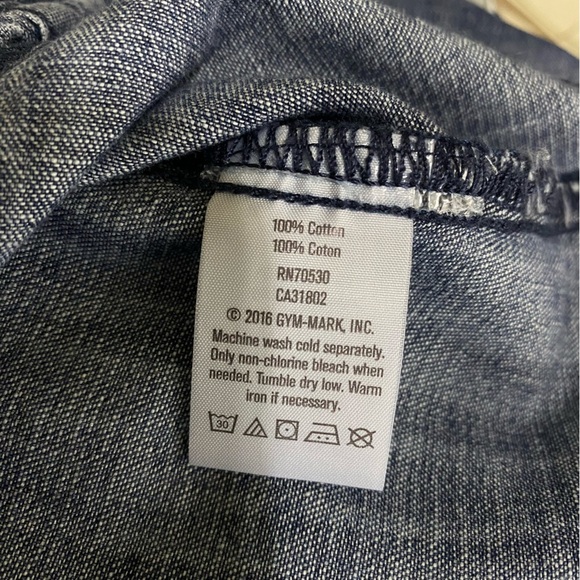 100% Cotton
100% Coton
RN70530
CA31802
© 2016 GYM-MARK, INC.
Machine wash cold separately.
Only non-chlorine bleach when
needed. Tumble dry low. Warm
iron if necessary.
30